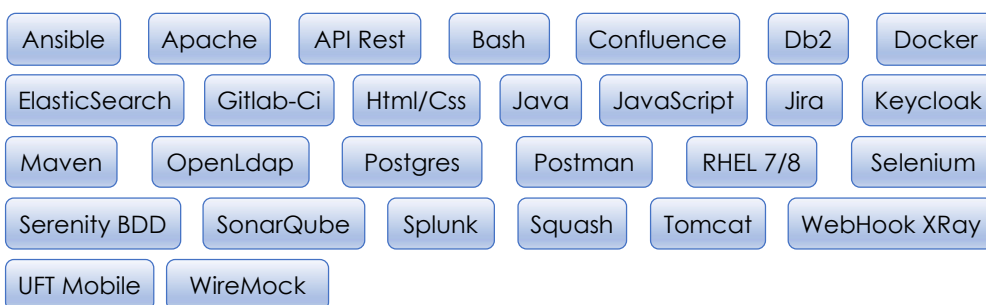 Ansible Apache API Rest Bash Confluence Db2 Docker
ElasticSearch Gitlab-Ci Html/Css Java JavaScript Jira Keycloak
Maven OpenLdap Postgres Postman RHEL 7/8 Selenium
Serenity BDD SonarQube Splunk Squash Tomcat WebHook XRay
UFT Mobile WireMock